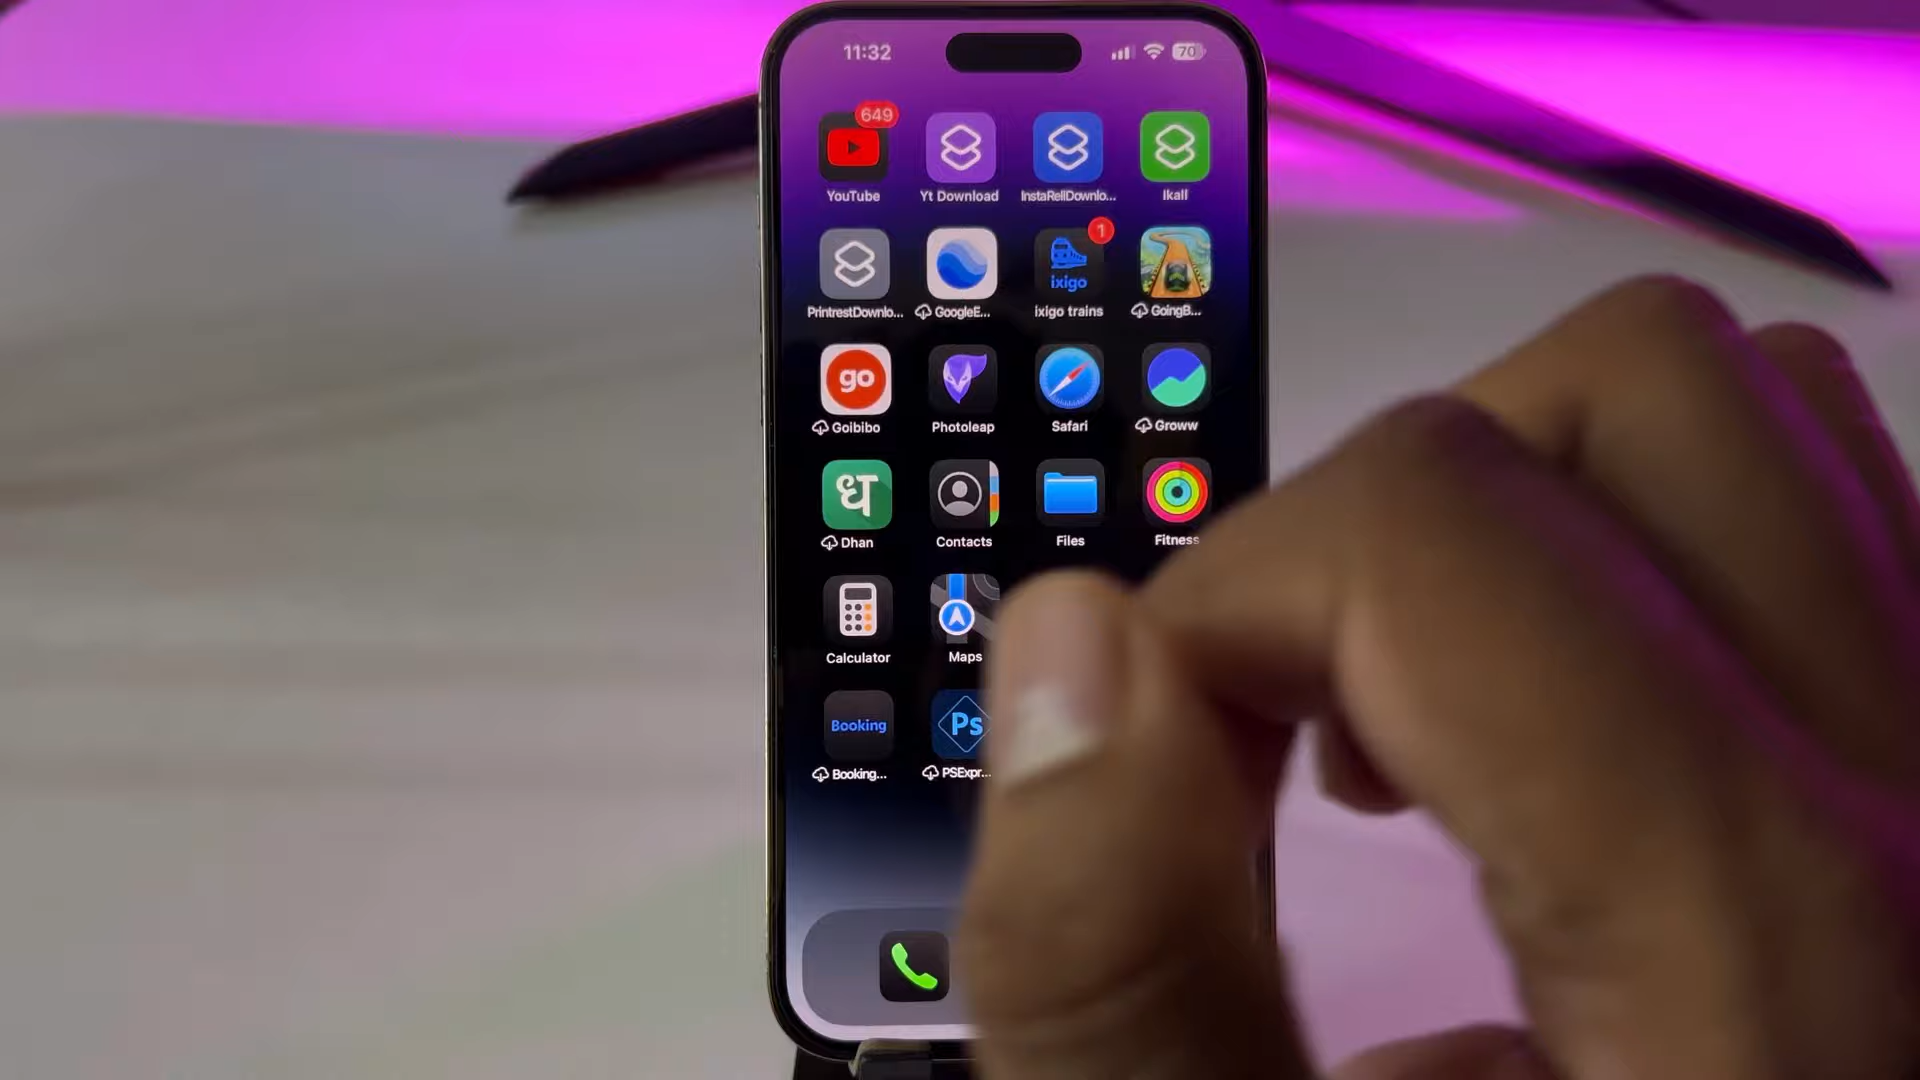 11:32
70
649
YouTube
Yt Download
InstaRellDownlo...
Ikall
1
ixigo
PrintrestDownlo...
GoogleE...
ixigo trains
GoingB...
go
Goibibo
Photoleap
Safari
Groww
ध
Dhan
Contacts
Files
Fitness
Calculator
Maps
Booking
Ps
Booking...
PSExpr...